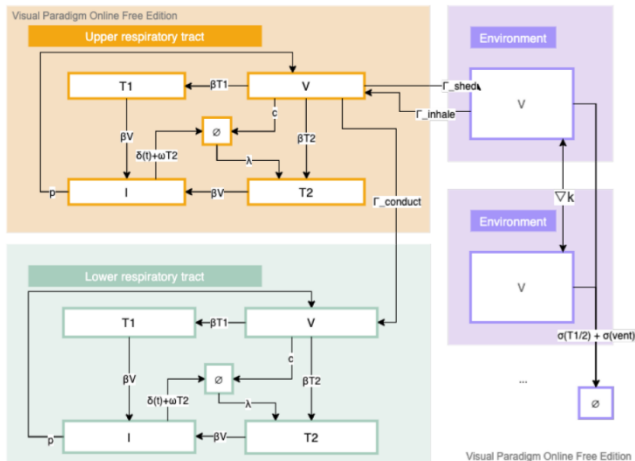 Visual Paradigm Online Free Edition
Upper respiratory tract
T1
βT1
V
c
∅
βV
δ(t)+ωT2
λ
βT2
p
I
βV
T2
Γ_shed
Γ_inhale
Γ_conduct
Environment
V
∇k
Environment
V
σ(T1/2) + σ(vent)
...
∅
Lower respiratory tract
T1
βT1
V
c
∅
βV
δ(t)+ωT2
λ
βT2
p
I
βV
T2
Visual Paradigm Online Free Edition